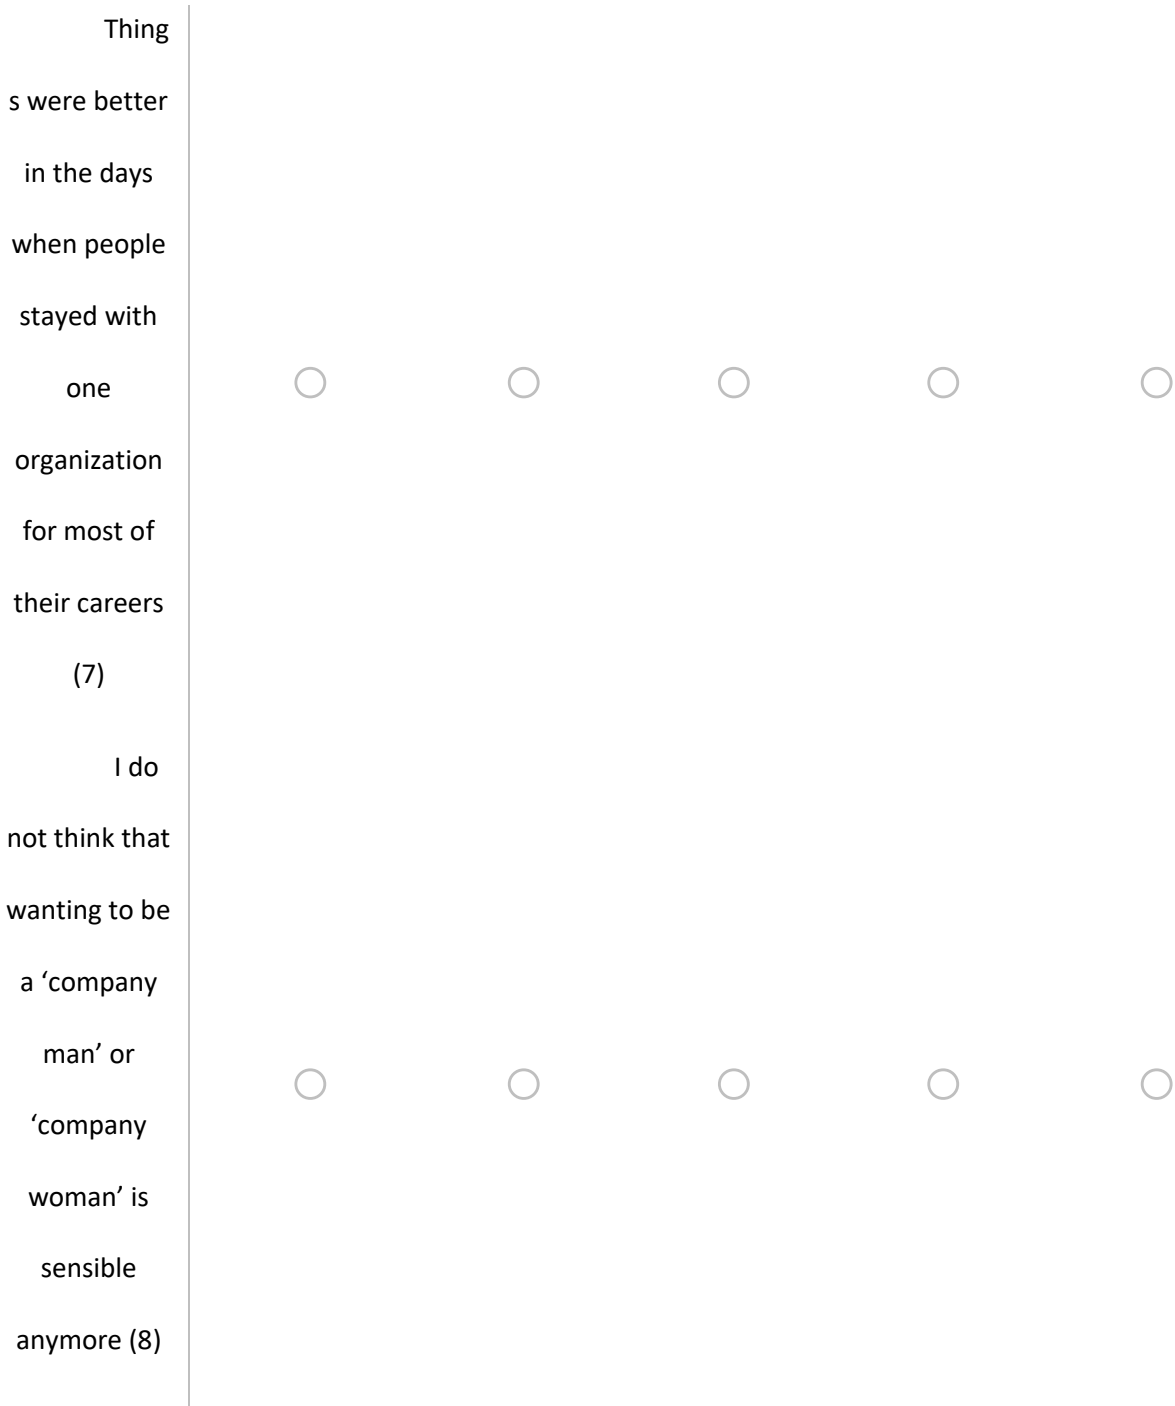 Thing
s were better
in the days
when people
stayed with
one
organization
for most of
their careers
(7)
I do
not think that
wanting to be
a ‘company
man’ or
‘company
woman’ is
sensible
anymore (8)